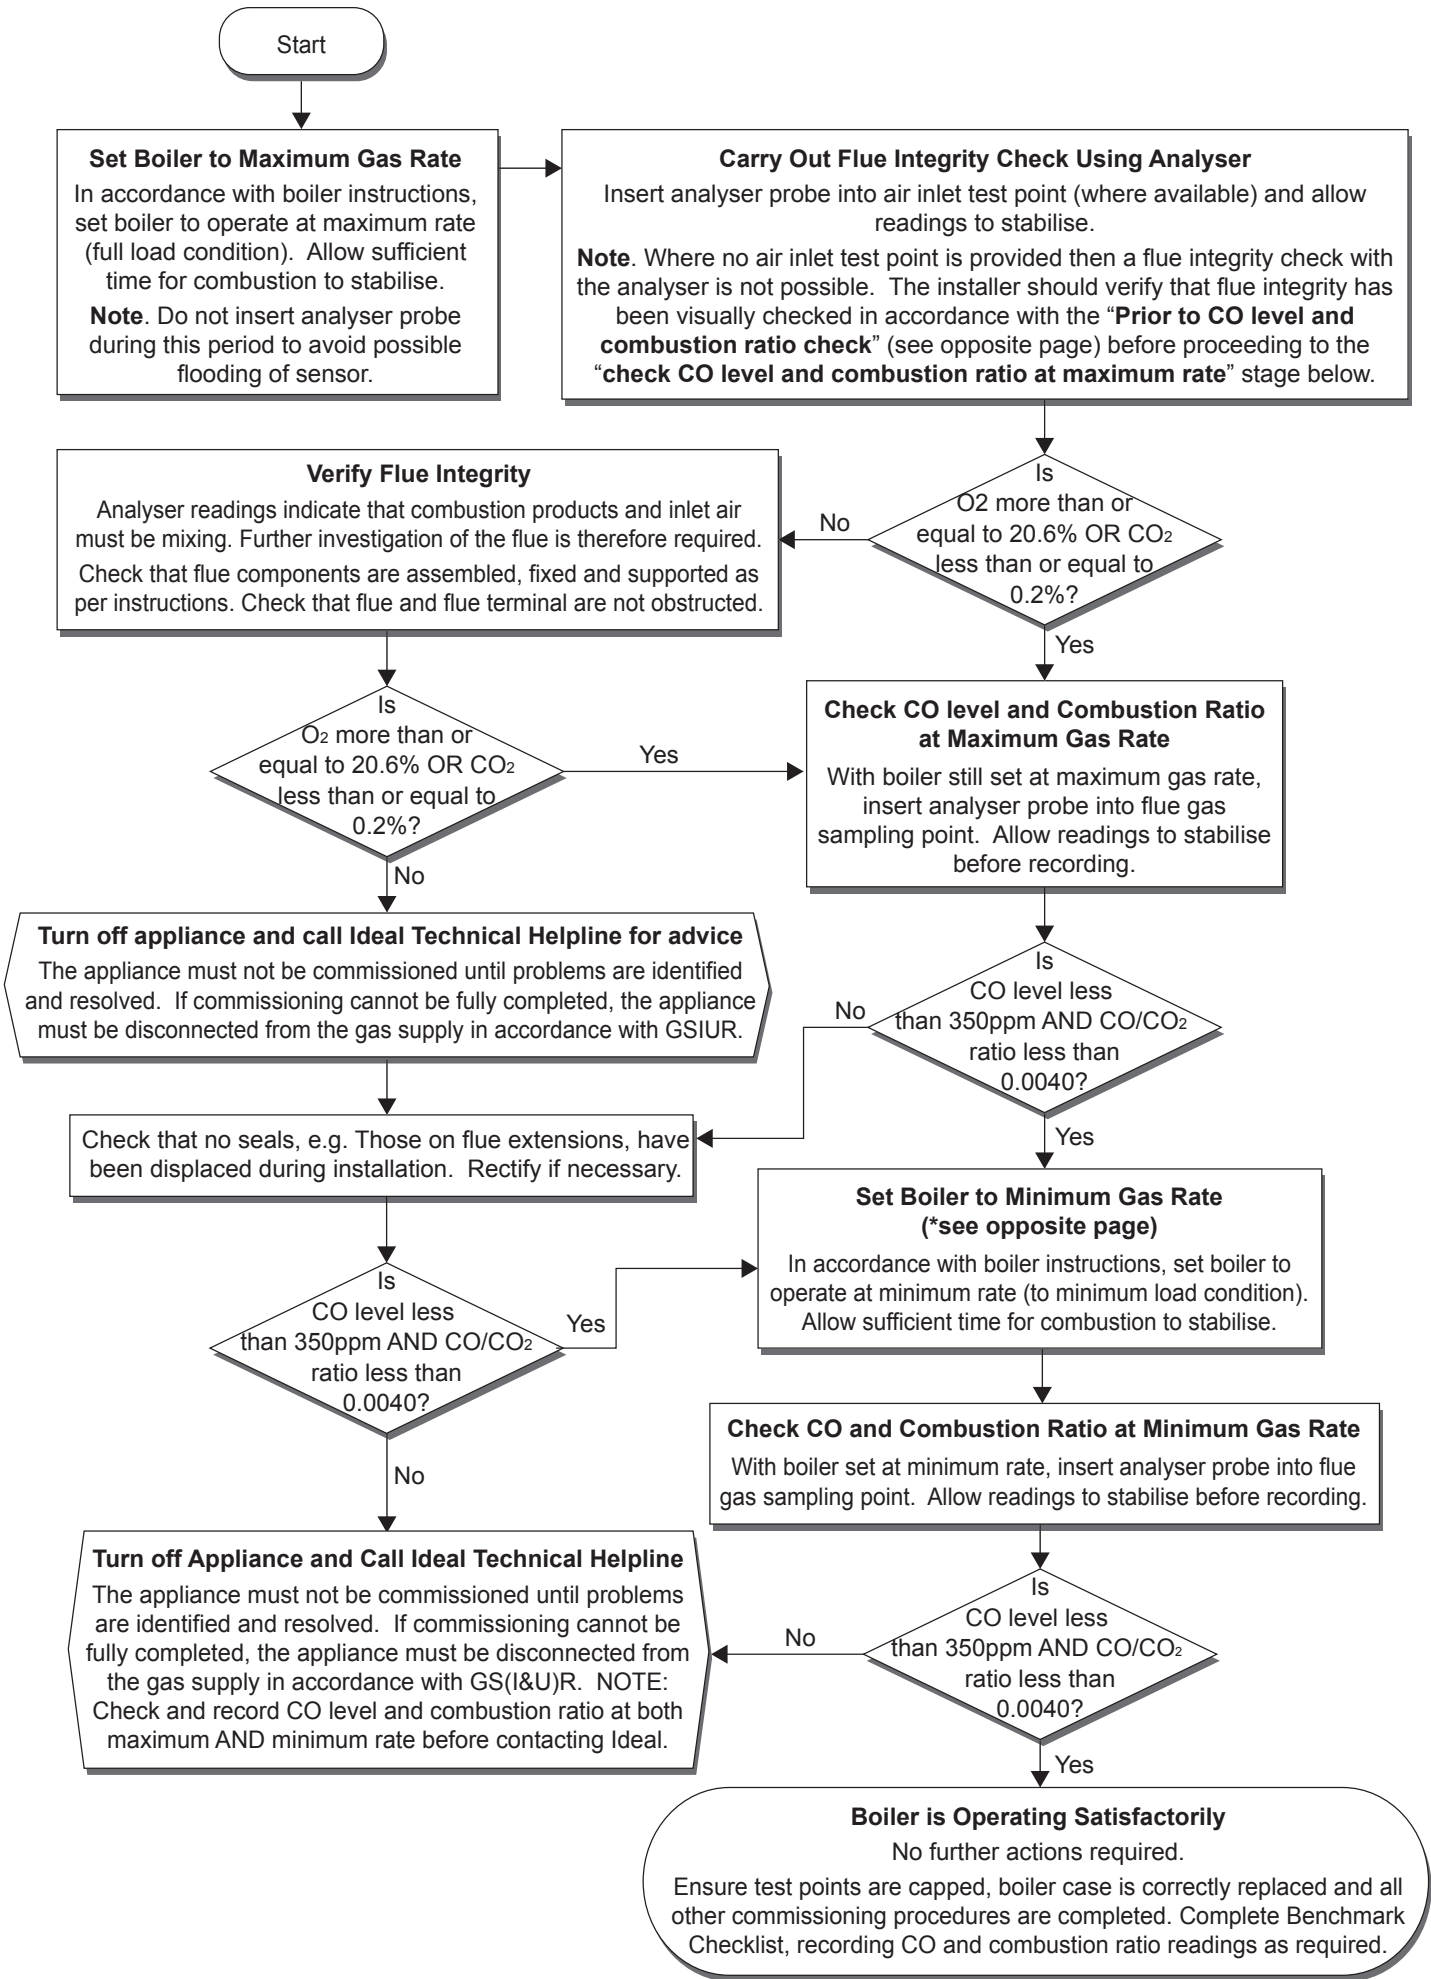 Start
Set Boiler to Maximum Gas Rate
In accordance with boiler instructions,
set boiler to operate at maximum rate
(full load condition).  Allow sufficient
time for combustion to stabilise.
Note. Do not insert analyser probe
during this period to avoid possible
flooding of sensor.
Carry Out Flue Integrity Check Using Analyser
Insert analyser probe into air inlet test point (where available) and allow
readings to stabilise.
Note. Where no air inlet test point is provided then a flue integrity check with
the analyser is not possible.  The installer should verify that flue integrity has
been visually checked in accordance with the “Prior to CO level and
combustion ratio check” (see opposite page) before proceeding to the
“check CO level and combustion ratio at maximum rate” stage below.
Is
O2 more than or
equal to 20.6% OR CO2
less than or equal to
0.2%?
No
Yes
Verify Flue Integrity
Analyser readings indicate that combustion products and inlet air
must be mixing. Further investigation of the flue is therefore required.
Check that flue components are assembled, fixed and supported as
per instructions. Check that flue and flue terminal are not obstructed.
Is
O2 more than or
equal to 20.6% OR CO2
less than or equal to
0.2%?
Yes
No
Check CO level and Combustion Ratio
at Maximum Gas Rate
With boiler still set at maximum gas rate,
insert analyser probe into flue gas
sampling point.  Allow readings to stabilise
before recording.
Turn off appliance and call Ideal Technical Helpline for advice
The appliance must not be commissioned until problems are identified
and resolved.  If commissioning cannot be fully completed, the appliance
must be disconnected from the gas supply in accordance with GSIUR.
Is
CO level less
than 350ppm AND CO/CO2
ratio less than
0.0040?
No
Yes
Check that no seals, e.g. Those on flue extensions, have
been displaced during installation.  Rectify if necessary.
Set Boiler to Minimum Gas Rate
(*see opposite page)
In accordance with boiler instructions, set boiler to
operate at minimum rate (to minimum load condition).
Allow sufficient time for combustion to stabilise.
Is
CO level less
than 350ppm AND CO/CO2
ratio less than
0.0040?
Yes
No
Check CO and Combustion Ratio at Minimum Gas Rate
With boiler set at minimum rate, insert analyser probe into flue
gas sampling point.  Allow readings to stabilise before recording.
Turn off Appliance and Call Ideal Technical Helpline
The appliance must not be commissioned until problems
are identified and resolved.  If commissioning cannot be
fully completed, the appliance must be disconnected from
the gas supply in accordance with GS(I&U)R.  NOTE:
Check and record CO level and combustion ratio at both
maximum AND minimum rate before contacting Ideal.
Is
CO level less
than 350ppm AND CO/CO2
ratio less than
0.0040?
No
Yes
Boiler is Operating Satisfactorily
No further actions required.
Ensure test points are capped, boiler case is correctly replaced and all
other commissioning procedures are completed. Complete Benchmark
Checklist, recording CO and combustion ratio readings as required.